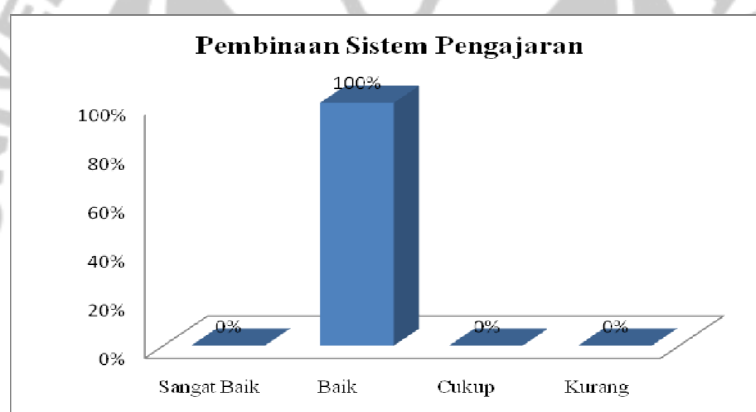 Pembinaan Sistem Pengajaran
100%
100%
80%
60%
40%
20%
0%
0%
0%
0%
Sangat Baik
Baik
Cukup
Kurang